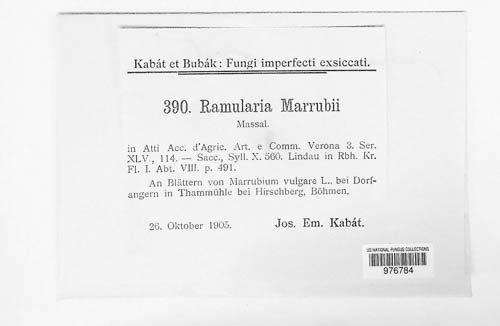 Kabát et Bubák: Fungi imperfecti exsiccati.
390. Ramularia Marrubii
Massal.
in Atti Acc. d'Agric. Art. e Comm. Verona 3. Ser.
XLV., 114. — Sacc., Syll. X. 560. Lindau in Rbh. Kr.
Fl. I. Abt. VIII. p. 491.
An Blättern von Marrubium vulgare L., bei Dorf-
angern in Thammühle bei Hirschberg, Böhmen.
26. Oktober 1905. Jos. Em. Kabát.
US NATIONAL FUNGUS COLLECTIONS
976784